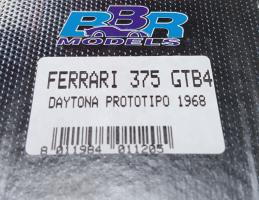 BBR
MODELS
FERRARI 375 GTB4
DAYTONA PROTOTIPO 1968
8 011984 011205